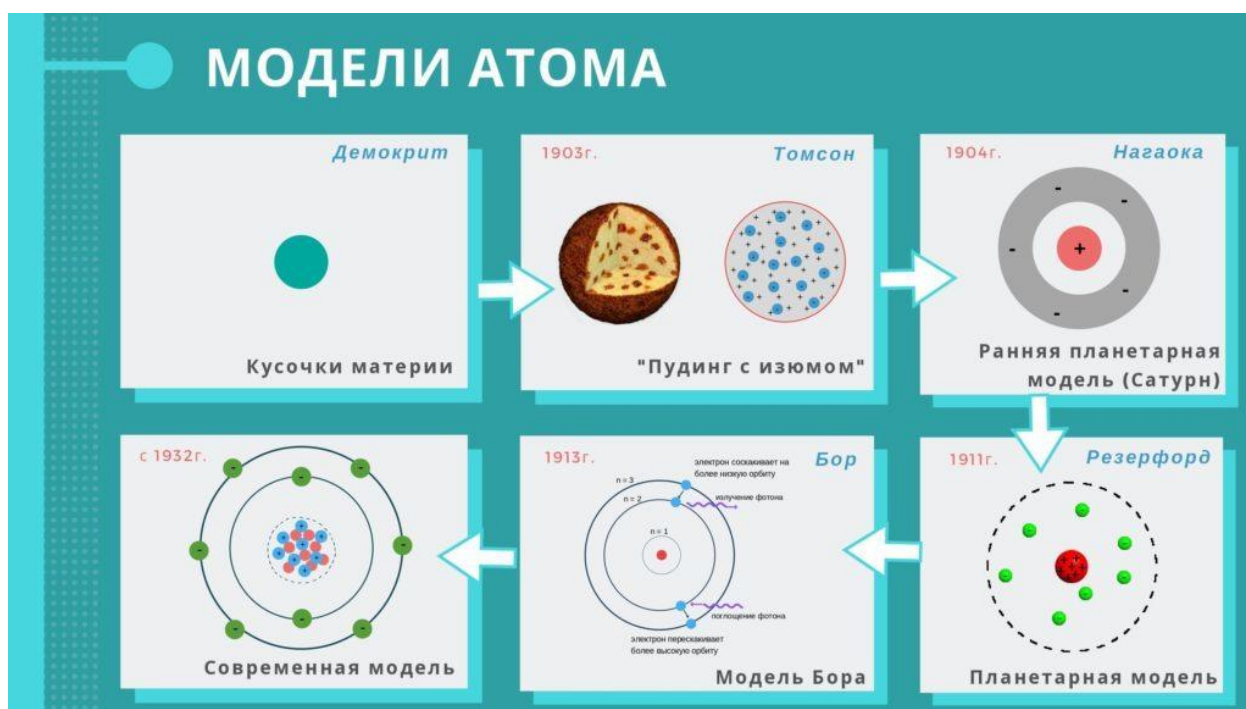 МОДЕЛИ АТОМА
Демокрит
Кусочки материи
1903г.
Томсон
"Пудинг с изюмом"
1904г.
Нагаока
Ранняя планетарная
модель (Сатурн)
1911г.
Резерфорд
Планетарная модель
1913г.
Бор
электрон соскакивает на
более низкую орбиту
n = 3
n = 2
излучение фотона
n = 1
поглощение фотона
электрон перескакивает
более высокую орбиту
Модель Бора
с 1932г.
Современная модель